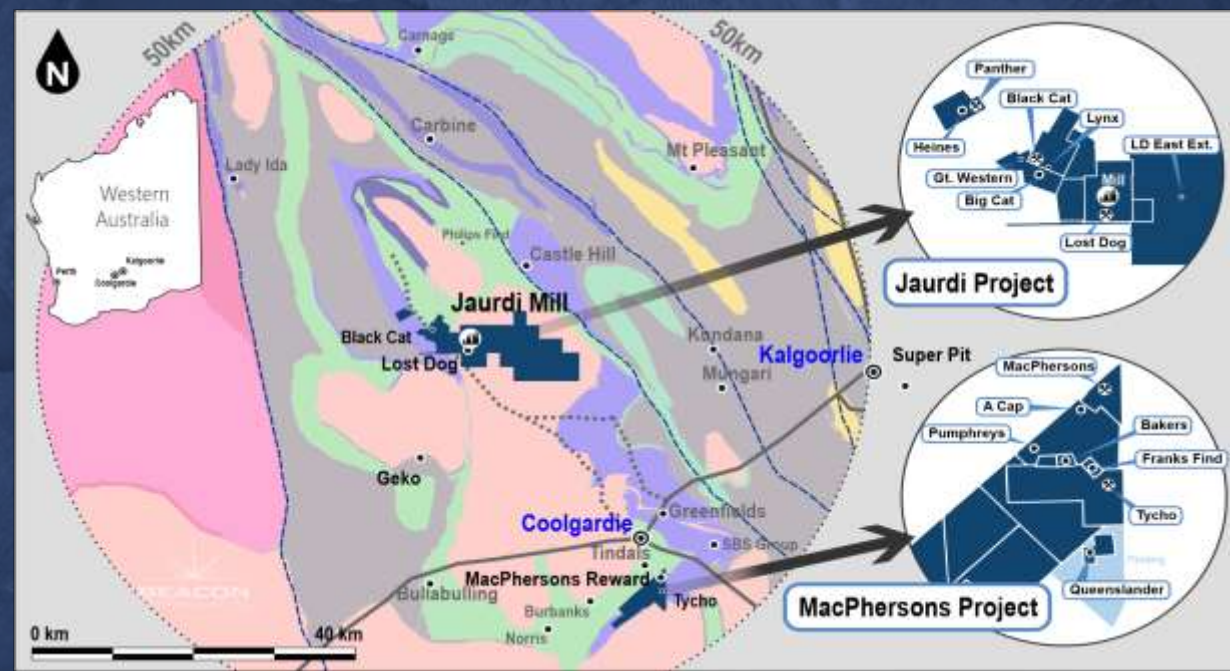 50km
50km
N
Carnage
Carbine
Mt Pleasant
Lady Ida
Western
Australia
Kalgoorlie
Perth
Coolgardie
Philips Find
Castle Hill
Jaurdi Mill
Black Cat
Lost Dog
Kundana
Mungari
Kalgoorlie
Super Pit
Geko
Coolgardie
Greenfields
Tindals
SBS Group
MacPhersons Reward
Tycho
Bullabulling
Burbanks
Norris
BEACON
0 km
40 km
Panther
Black Cat
Lynx
LD East Ext.
Heines
Gt. Western
Mill
Big Cat
Lost Dog
Jaurdi Project
MacPhersons
A Cap
Bakers
Pumphreys
Franks Find
Tycho
Pending
Queenslander
MacPhersons Project